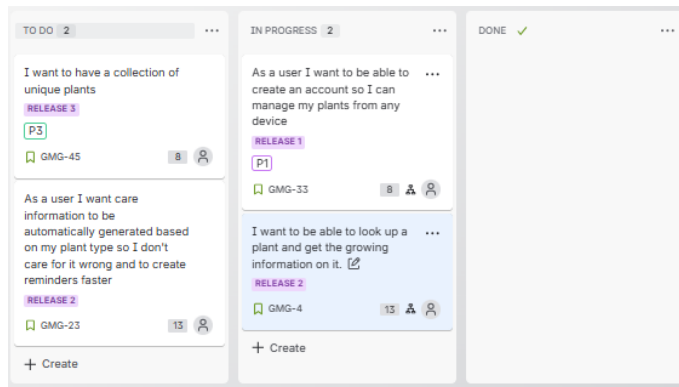 TO DO 2
I want to have a collection of
unique plants
RELEASE 3
P3
GMG-45 8
As a user I want care
information to be
automatically generated based
on my plant type so I don't
care for it wrong and to create
reminders faster
RELEASE 2
GMG-23 13
+ Create
IN PROGRESS 2
As a user I want to be able to
create an account so I can
manage my plants from any
device
RELEASE 1
P1
GMG-33 8
I want to be able to look up a
plant and get the growing
information on it.
RELEASE 2
GMG-4 13
+ Create
DONE